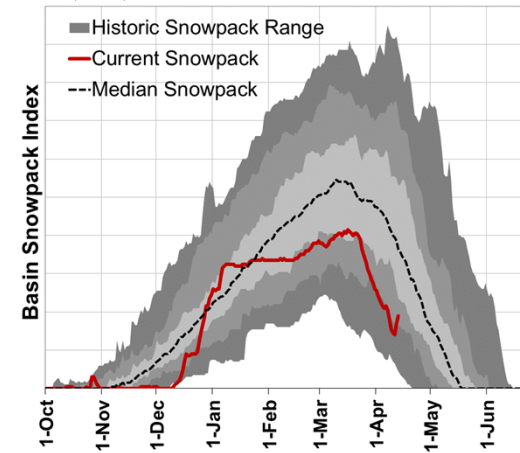 Historic Snowpack Range
Current Snowpack
Median Snowpack
Basin Snowpack Index
1-Oct
1-Nov
1-Dec
1-Jan
1-Feb
1-Mar
1-Apr
1-May
1-Jun